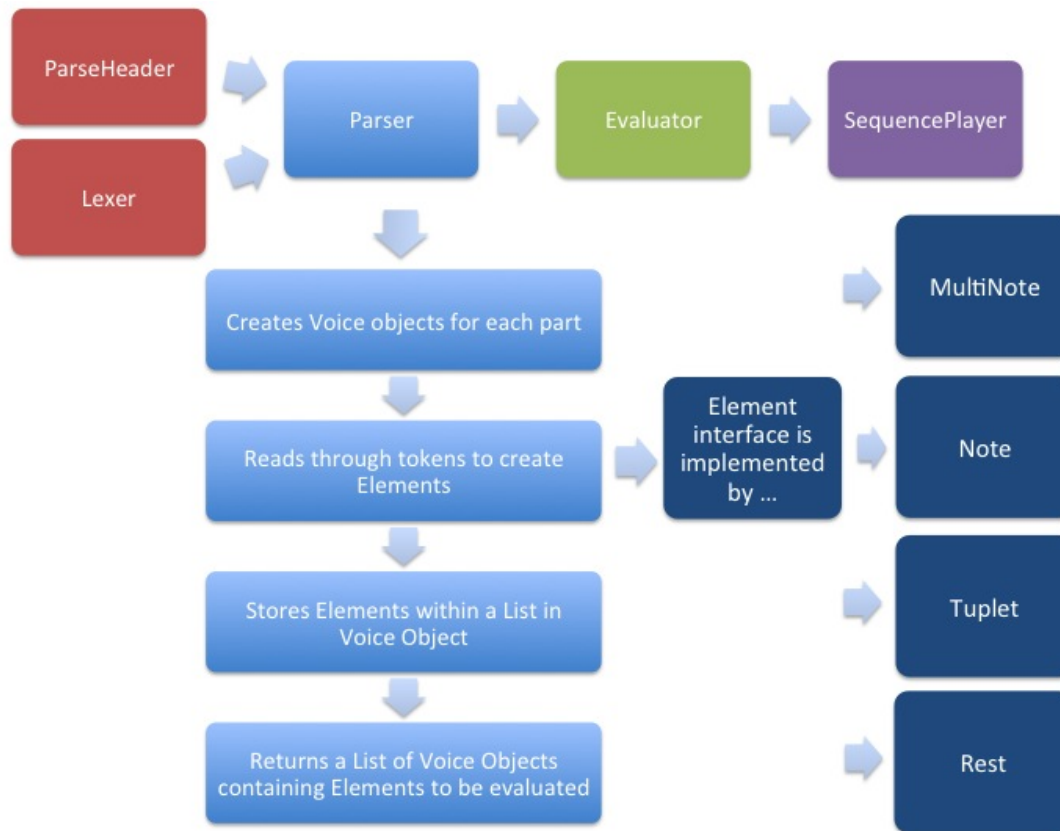 ParseHeader
Parser
Evaluator
SequencePlayer
Lexer
Creates Voice objects for each part
MultiNote
Reads through tokens to create
Elements
Element
interface is
implemented
by ...
Note
Stores Elements within a List in
Voice Object
Tuplet
Returns a List of Voice Objects
containing Elements to be evaluated
Rest